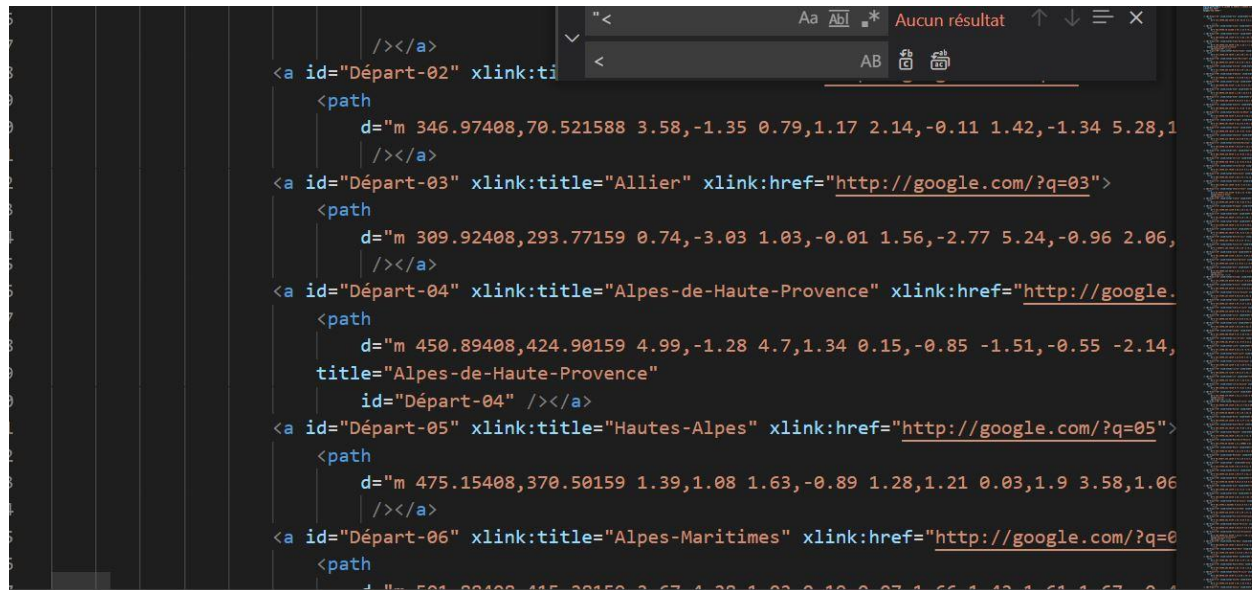 "< Aa Abl .* Aucun résultat
/></a>
< AB
<a id="Départ-02" xlink:ti
<path
d="m 346.97408,70.521588 3.58,-1.35 0.79,1.17 2.14,-0.11 1.42,-1.34 5.28,1
/></a>
<a id="Départ-03" xlink:title="Allier" xlink:href="http://google.com/?q=03">
<path
d="m 309.92408,293.77159 0.74,-3.03 1.03,-0.01 1.56,-2.77 5.24,-0.96 2.06,
/></a>
<a id="Départ-04" xlink:title="Alpes-de-Haute-Provence" xlink:href="http://google.
<path
d="m 450.89408,424.90159 4.99,-1.28 4.7,1.34 0.15,-0.85 -1.51,-0.55 -2.14,
title="Alpes-de-Haute-Provence"
id="Départ-04" /></a>
<a id="Départ-05" xlink:title="Hautes-Alpes" xlink:href="http://google.com/?q=05">
<path
d="m 475.15408,370.50159 1.39,1.08 1.63,-0.89 1.28,1.21 0.03,1.9 3.58,1.06
/></a>
<a id="Départ-06" xlink:title="Alpes-Maritimes" xlink:href="http://google.com/?q=0
<path